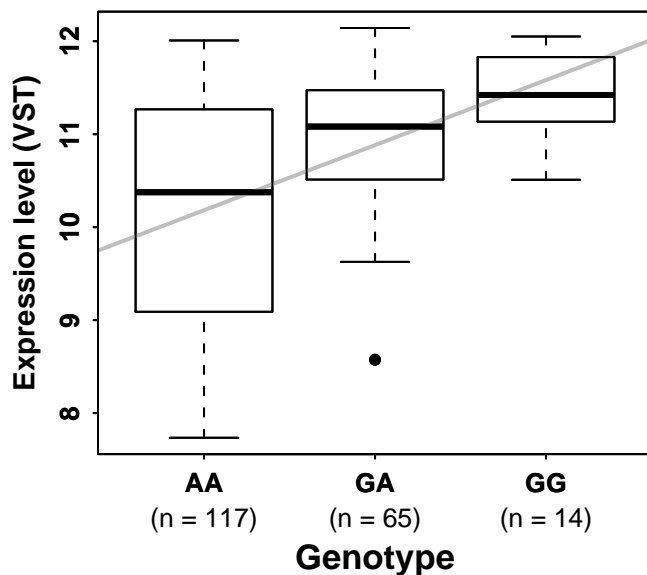 Expression level (VST)
12
11
10
9
8
AA GA GG
(n = 117) (n = 65) (n = 14)
Genotype